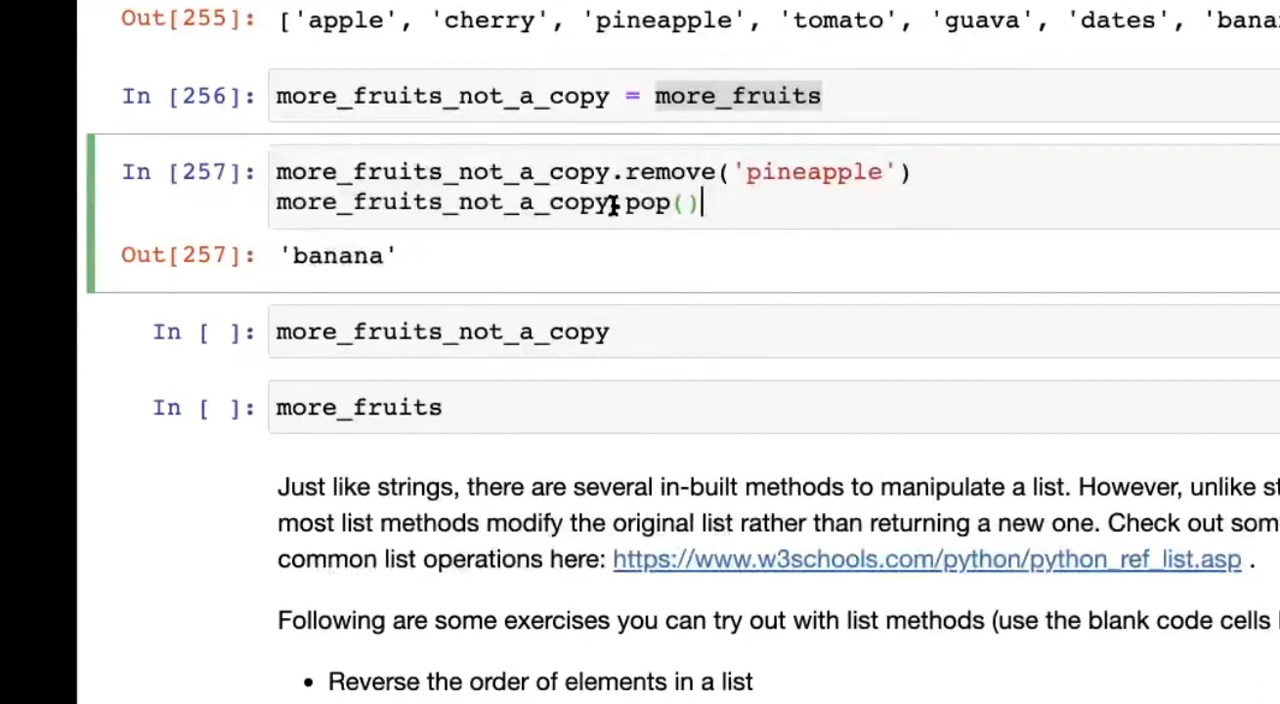 Out[255]: ['apple', 'cherry', 'pineapple', 'tomato', 'guava', 'dates',
In [256]: more_fruits_not_a_copy = more_fruits
In [257]: more_fruits_not_a_copy.remove('pineapple')
more_fruits_not_a_copy.pop()
Out[257]: 'banana'
In [ ]: more_fruits_not_a_copy
In [ ]: more_fruits
Just like strings, there are several in-built methods to manipulate a list. However, unlike
most list methods modify the original list rather than returning a new one. Check out
common list operations here: https://www.w3schools.com/python/python_ref_list.asp .
Following are some exercises you can try out with list methods (use the blank code cells
• Reverse the order of elements in a list